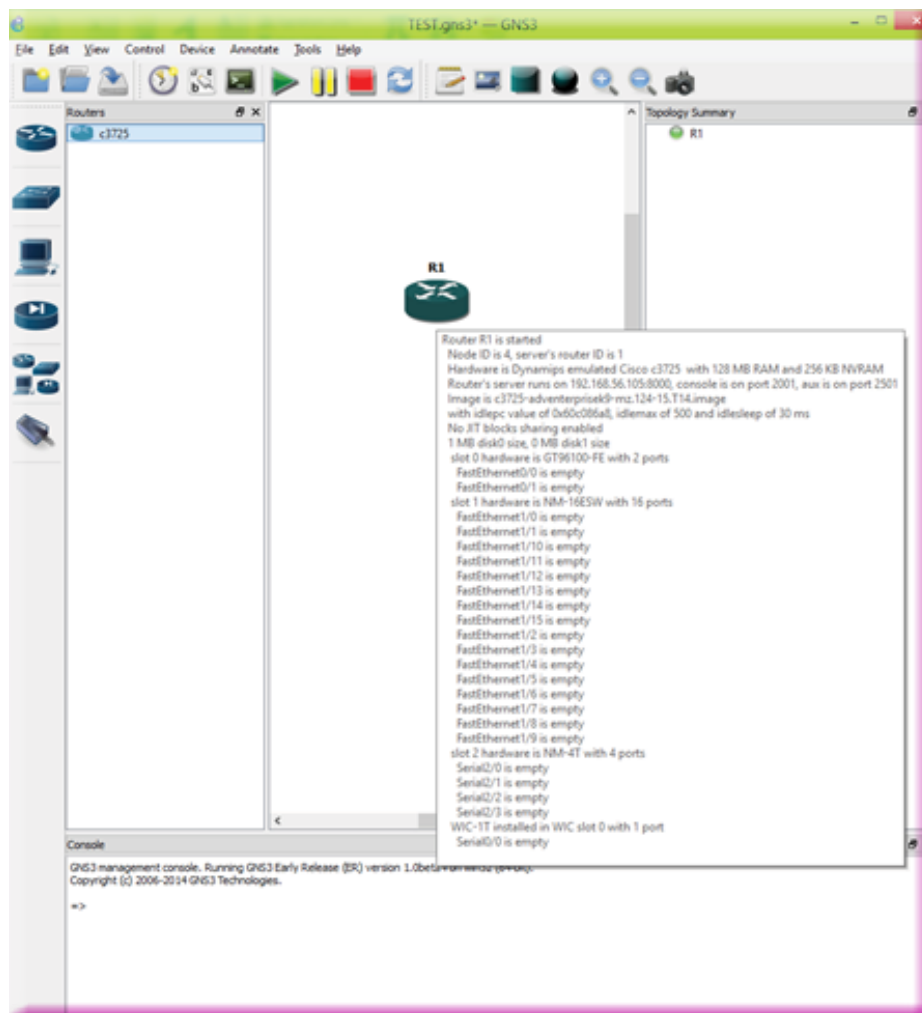 TEST.gns3* — GNS3
File Edit View Control Device Annotate Tools Help
Routers
c3725
Topology Summary
R1
R1
Router R1 is started
Node ID is 4, server's router ID is 1
Hardware is Dynamips emulated Cisco c3725 with 128 MB RAM and 256 KB NVRAM
Router's server runs on 192.168.56.105:8000, console is on port 2001, aux is on port 2501
Image is c3725-adventerprisek9-mz.124-15.T14.image
with idlepc value of 0x60c086a8, idlemax of 500 and idlesleep of 30 ms
No JIT blocks sharing enabled
1 MB disk0 size, 0 MB disk1 size
slot 0 hardware is GT96100-FE with 2 ports
FastEthernet0/0 is empty
FastEthernet0/1 is empty
slot 1 hardware is NM-16ESW with 16 ports
FastEthernet1/0 is empty
FastEthernet1/1 is empty
FastEthernet1/10 is empty
FastEthernet1/11 is empty
FastEthernet1/12 is empty
FastEthernet1/13 is empty
FastEthernet1/14 is empty
FastEthernet1/15 is empty
FastEthernet1/2 is empty
FastEthernet1/3 is empty
FastEthernet1/4 is empty
FastEthernet1/5 is empty
FastEthernet1/6 is empty
FastEthernet1/7 is empty
FastEthernet1/8 is empty
FastEthernet1/9 is empty
slot 2 hardware is NM-4T with 4 ports
Serial2/0 is empty
Serial2/1 is empty
Serial2/2 is empty
Serial2/3 is empty
WIC-1T installed in WIC slot 0 with 1 port
Serial0/0 is empty
Console
GNS3 management console. Running GNS3 Early Release (ER) version
Copyright (c) 2006-2014 GNS3 Technologies.
=>